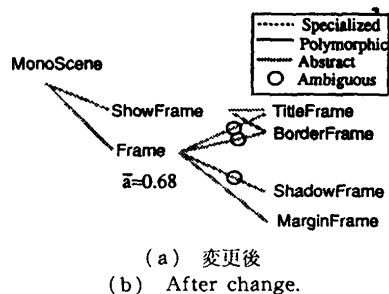 Specialized
Polymorphic
Abstract
Ambiguous
MonoScene
ShowFrame
TitleFrame
BorderFrame
Frame
ā=0.68
ShadowFrame
MarginFrame
(a) 変更後
(b) After change.